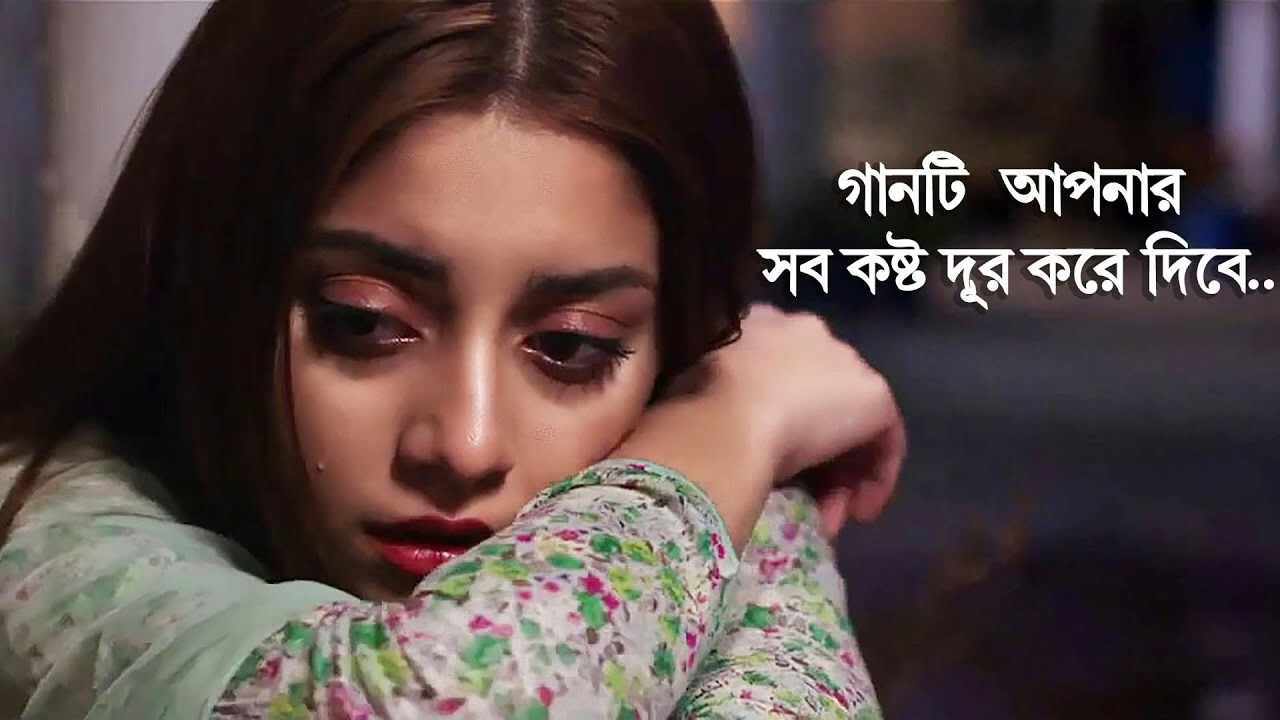 গানটি আপনার
সব কষ্ট দূর করে দিবে..